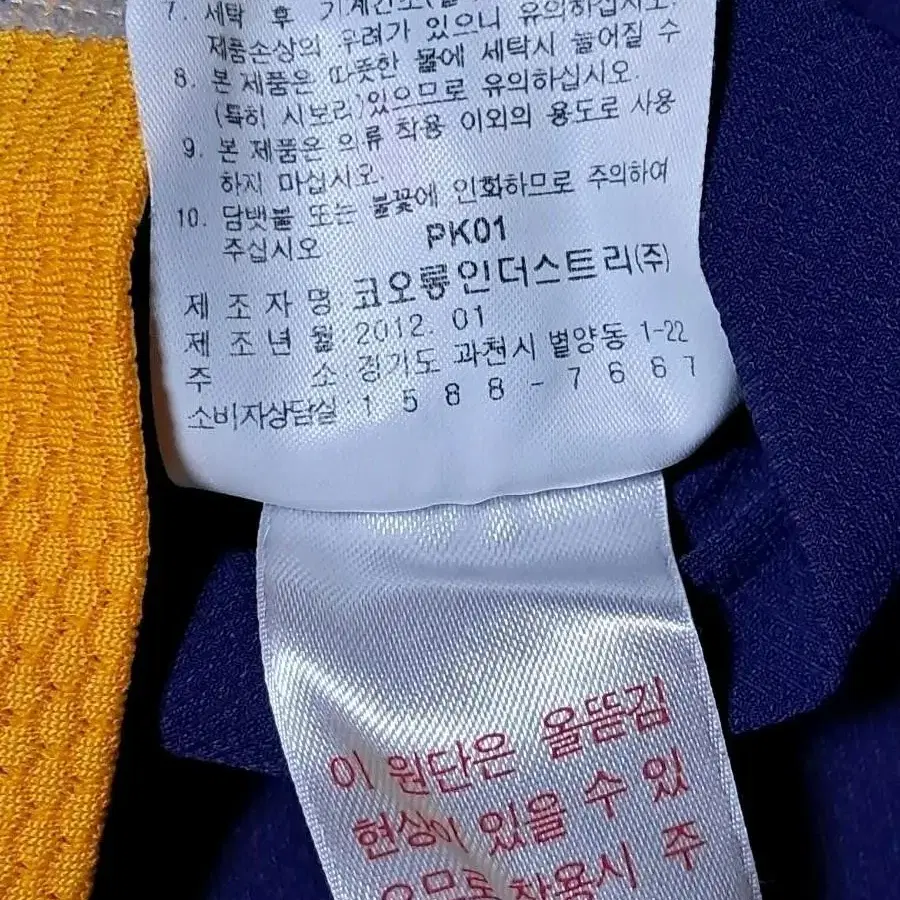 7. 세탁 후 기계건조(
제품손상의 우려가 있으니 유의하십시오.
8. 본 제품은 따뜻한 물에 세탁시 늘어질 수
(특히 시보리)있으므로 유의하십시오.
9. 본 제품은 의류 착용 이외의 용도로 사용
하지 마십시오.
10. 담뱃불 또는 불꽃에 인화하므로 주의하여
주십시오
PK01
제 조 자 명 코오롱인더스트리(주)
제 조 년 월 2012. 01
주 소 경기도 과천시 별양동 1-22
소비자상담실 1588-7667
이 원단은 올뜯김
현상이 있을 수 있
으므로 착용시 주